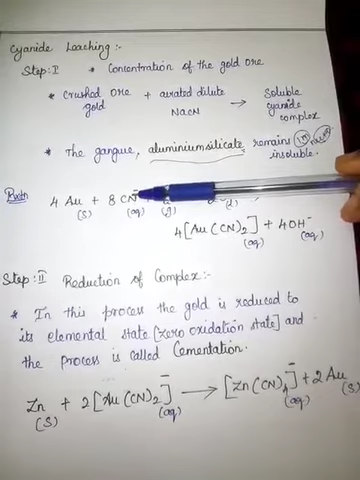 Cyanide Leaching :-
Step: I * Concentration of the gold ore
* Crushed ore + aerated dilute → Soluble
gold NaCN cyanide
complex
* The gangue, aluminium silicate remains
insoluble.
4 Au + 8 CN⁻
(s) (aq) (g) (l)
4[Au(CN)₂]⁻ + 4OH⁻
(aq) (aq)
Step: II Reduction of Complex :-
* In this process the gold is reduced to
its elemental state [zero oxidation state] and
the process is called Cementation.
Zn + 2[Au(CN)₂]⁻ → [Zn(CN)₄]⁻ + 2Au
(s) (aq) (aq) (s)